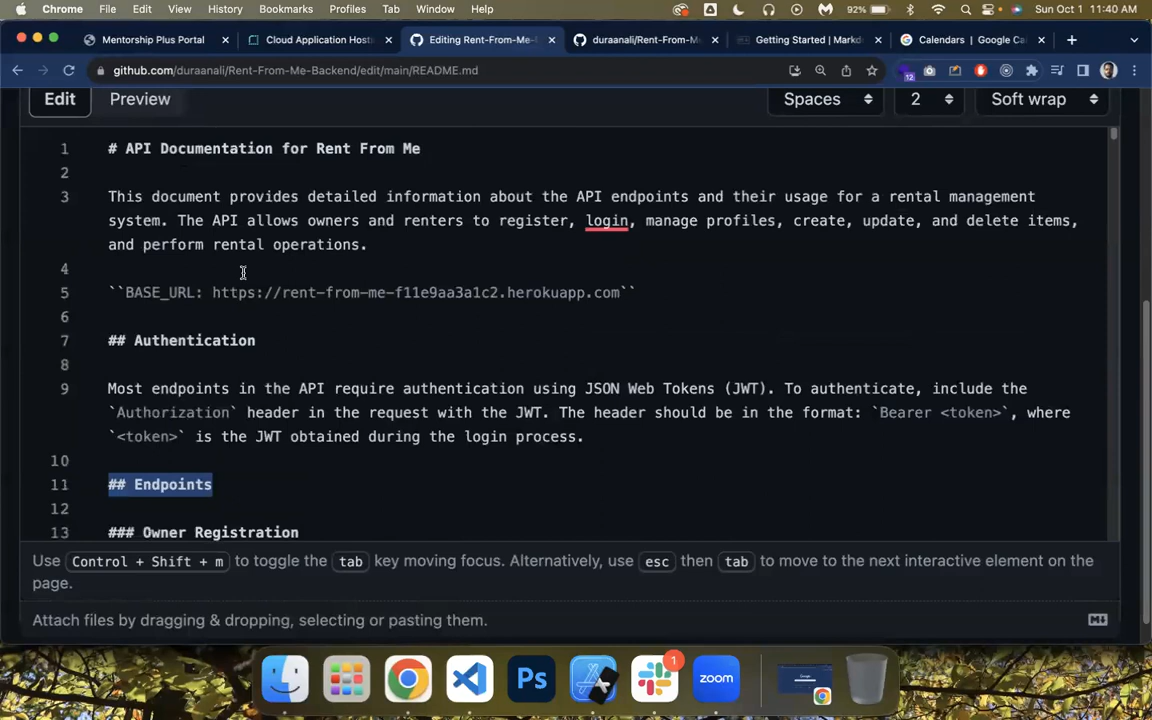 Chrome File Edit View History Bookmarks Profiles Tab Window Help 92% Sun Oct 1 11:40 AM
Mentorship Plus Portal Cloud Application Host Editing Rent-From-Me- duraanali/Rent-From-Me Getting Started | Markd Calendars | Google Ca
github.com/duraanali/Rent-From-Me-Backend/edit/main/README.md 12
Edit Preview Spaces 2 Soft wrap
1 # API Documentation for Rent From Me
2
3 This document provides detailed information about the API endpoints and their usage for a rental management
system. The API allows owners and renters to register, login, manage profiles, create, update, and delete items,
and perform rental operations.
4
5 ``BASE_URL: https://rent-from-me-f11e9aa3a1c2.herokuapp.com``
6
7 ## Authentication
8
9 Most endpoints in the API require authentication using JSON Web Tokens (JWT). To authenticate, include the
`Authorization` header in the request with the JWT. The header should be in the format: `Bearer <token>`, where
`<token>` is the JWT obtained during the login process.
10
11 ## Endpoints
12
13 ### Owner Registration
Use Control + Shift + m to toggle the tab key moving focus. Alternatively, use esc then tab to move to the next interactive element on the
page.
Attach files by dragging & dropping, selecting or pasting them.
Ps 1 zoom